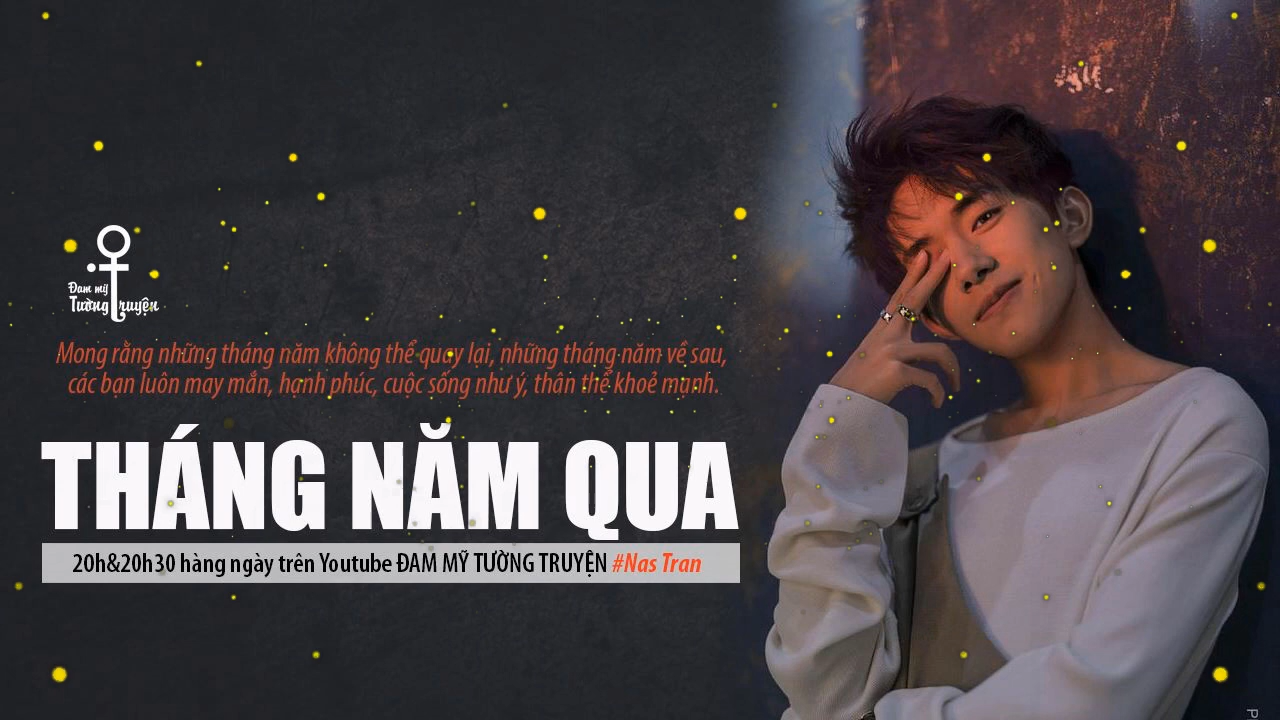 Đam mỹ
Tường Truyện
Mong rằng những tháng năm không thể quay lại, những tháng năm về sau,
các bạn luôn may mắn, hạnh phúc, cuộc sống như ý, thân thể khoẻ mạnh.
THÁNG NĂM QUA
20h&20h30 hàng ngày trên Youtube ĐAM MỸ TƯỜNG TRUYỆN #Nas Tran
P